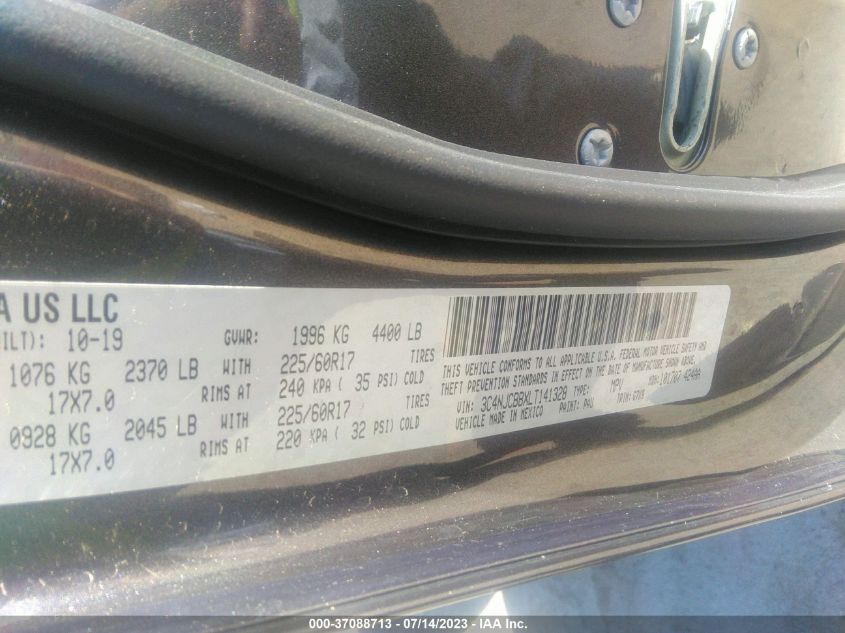 A US LLC
ILT): 10-19 GVWR: 1996 KG 4400 LB
1076 KG 2370 LB WITH 225/60R17 TIRES
17X7.0 RIMS AT 240 KPA ( 35 PSI) COLD
0928 KG 2045 LB WITH 225/60R17 TIRES
17X7.0 RIMS AT 220 KPA ( 32 PSI) COLD
THIS VEHICLE CONFORMS TO ALL APPLICABLE U.S.A. FEDERAL MOTOR VEHICLE SAFETY AND
THEFT PREVENTION STANDARDS IN EFFECT ON THE DATE OF MANUFACTURE SHOWN ABOVE.
VIN: 3C4NJCBBXLT141328 TYPE: MPV
VEHICLE MADE IN MEXICO PAINT: PAU TRIM:
000-37088713 - 07/14/2023 - IAA Inc.